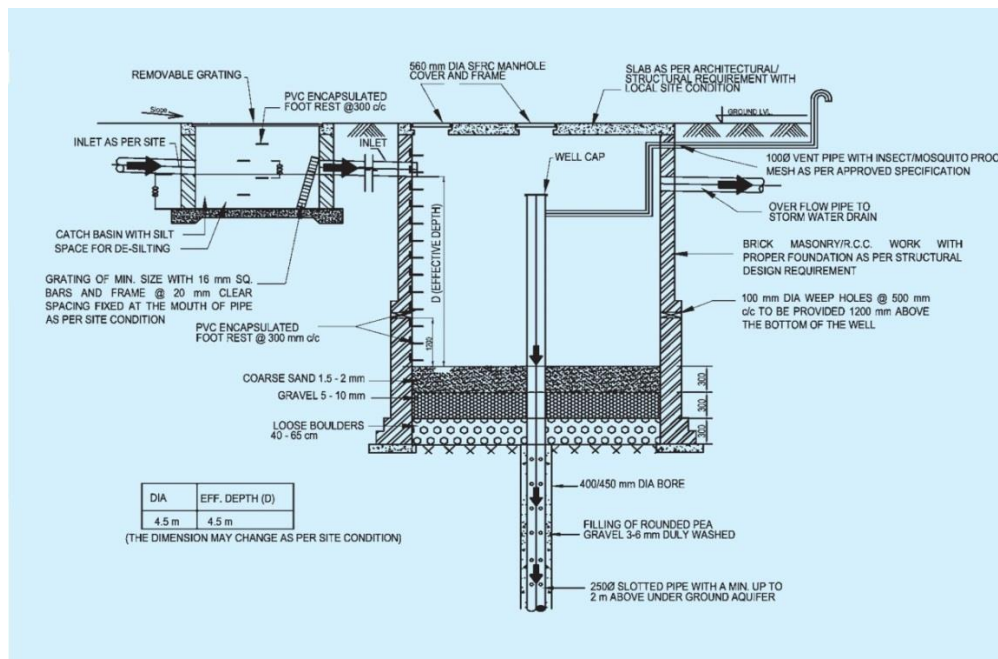 REMOVABLE GRATING
560 mm DIA SFRC MANHOLE
COVER AND FRAME
SLAB AS PER ARCHITECTURAL/
STRUCTURAL REQUIREMENT WITH
LOCAL SITE CONDITION
PVC ENCAPSULATED
FOOT REST @300 c/c
Slope
GROUND LVL.
INLET AS PER SITE
INLET
WELL CAP
100Ø VENT PIPE WITH INSECT/MOSQUITO PROO
MESH AS PER APPROVED SPECIFICATION
OVER FLOW PIPE TO
STORM WATER DRAIN
CATCH BASIN WITH SILT
SPACE FOR DE-SILTING
D (EFFECTIVE DEPTH)
BRICK MASONRY/R.C.C. WORK WITH
PROPER FOUNDATION AS PER STRUCTURAL
DESIGN REQUIREMENT
GRATING OF MIN. SIZE WITH 16 mm SQ.
BARS AND FRAME @ 20 mm CLEAR
SPACING FIXED AT THE MOUTH OF PIPE
AS PER SITE CONDITION
100 mm DIA WEEP HOLES @ 500 mm
c/c TO BE PROVIDED 1200 mm ABOVE
THE BOTTOM OF THE WELL
PVC ENCAPSULATED
FOOT REST @ 300 mm c/c
1200
COARSE SAND 1.5 - 2 mm
300
GRAVEL 5 - 10 mm
300
LOOSE BOULDERS
40 - 65 cm
300
400/450 mm DIA BORE
DIA EFF. DEPTH (D)
4.5 m 4.5 m
(THE DIMENSION MAY CHANGE AS PER SITE CONDITION)
FILLING OF ROUNDED PEA
GRAVEL 3-6 mm DULY WASHED
250Ø SLOTTED PIPE WITH A MIN. UP TO
2 m ABOVE UNDER GROUND AQUIFER